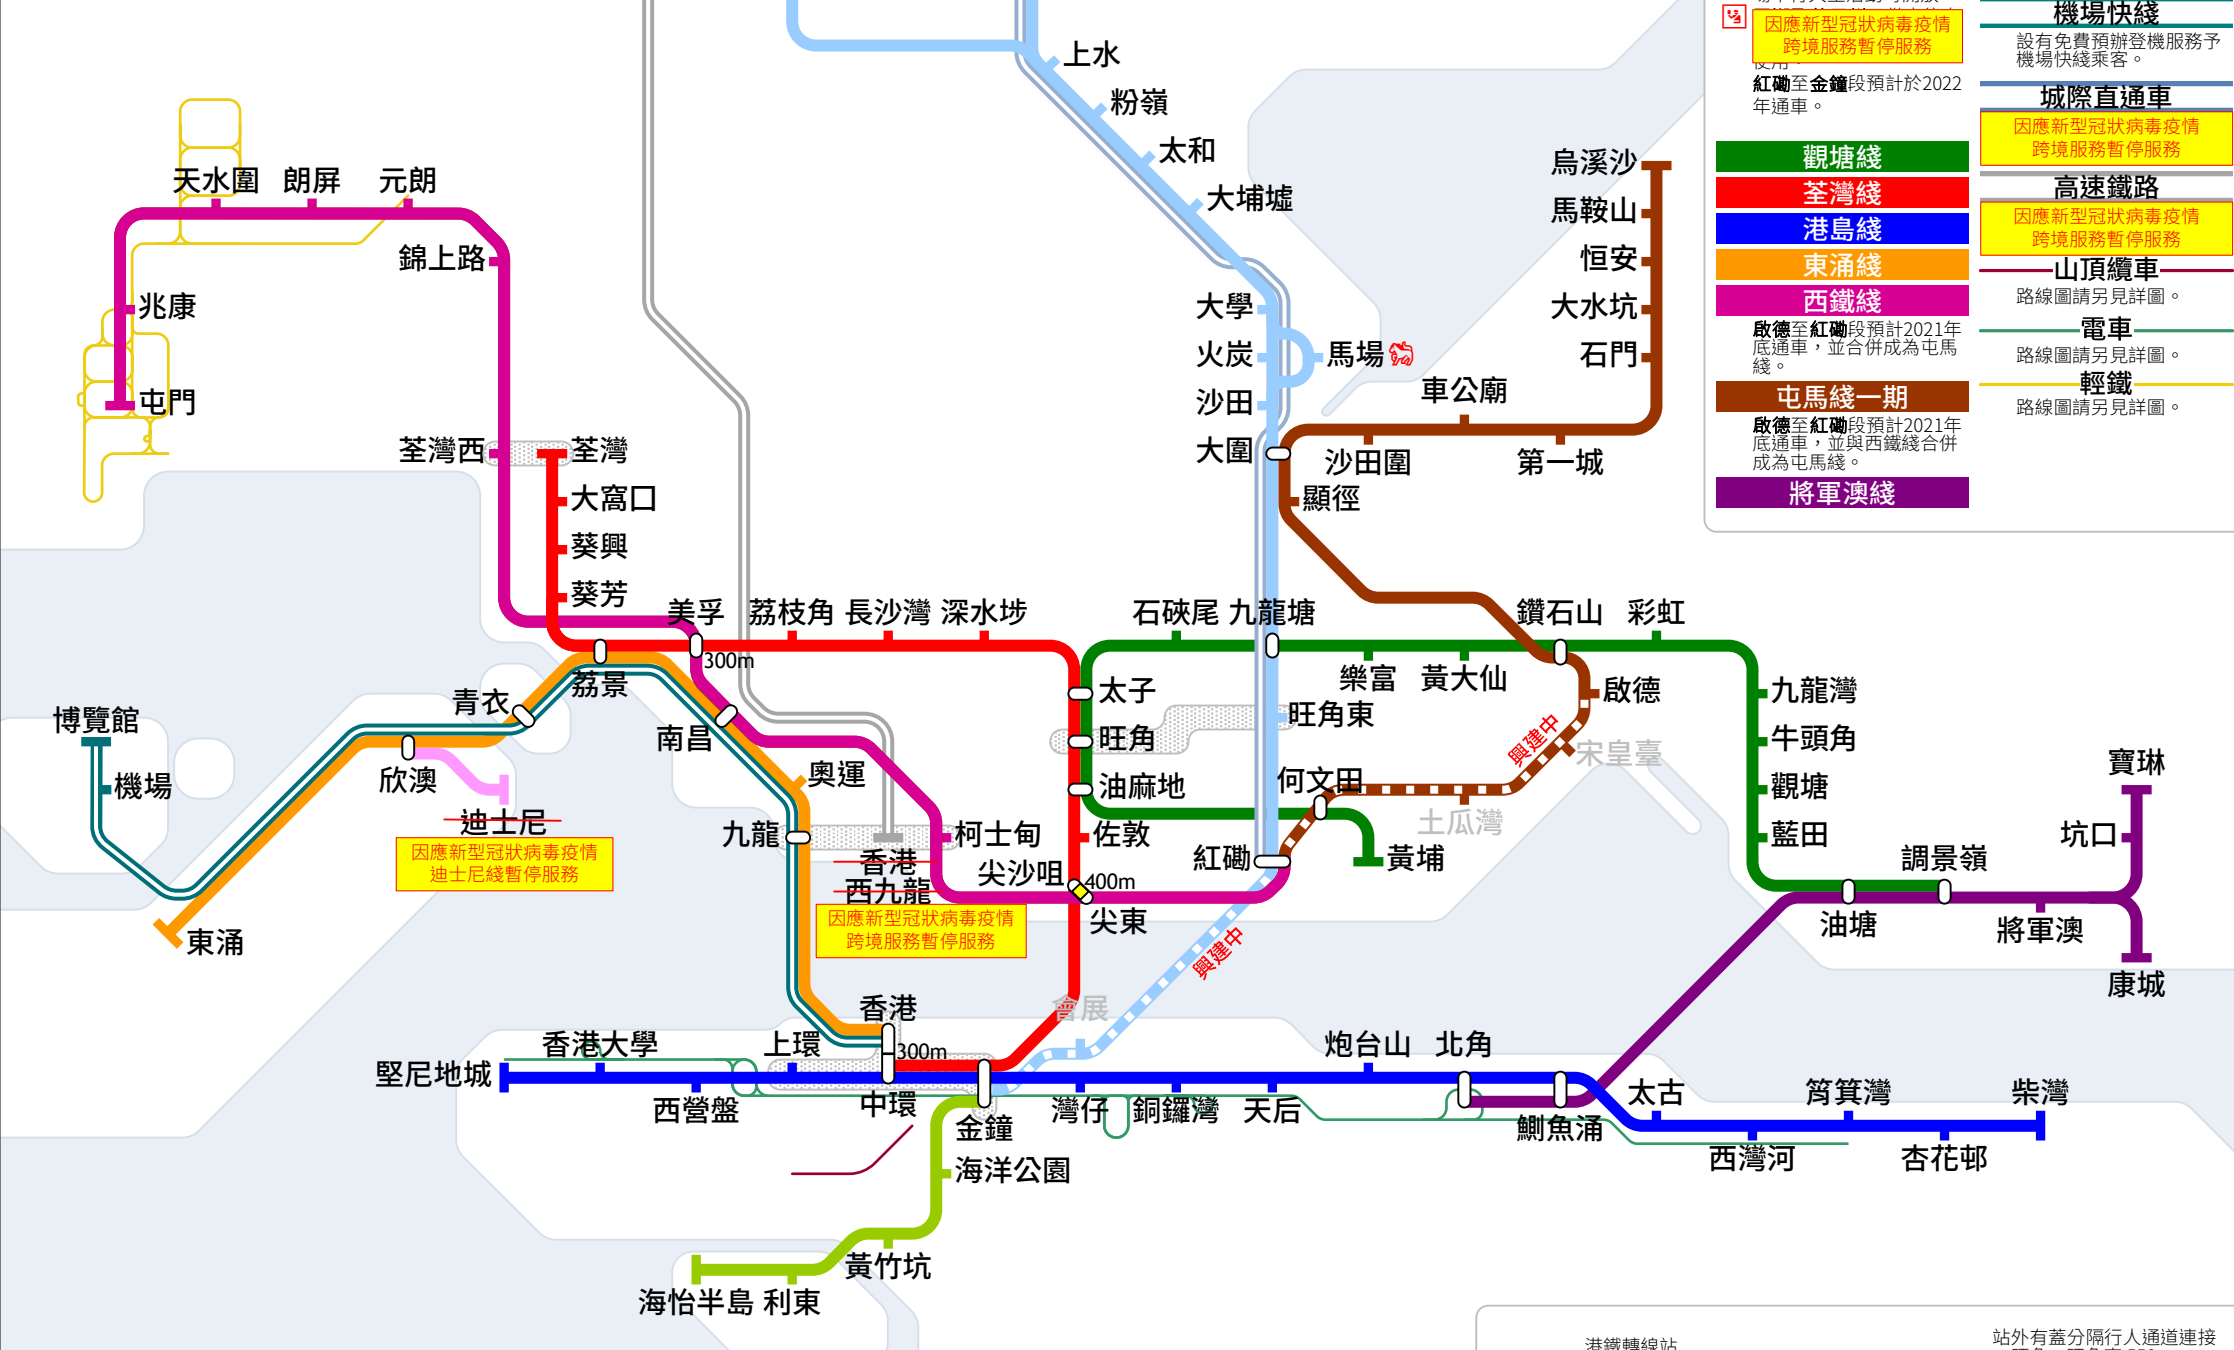 上水
粉嶺
太和
大埔墟
大學
火炭
馬場
沙田
大圍
烏溪沙
馬鞍山
恒安
大水坑
石門
車公廟
第一城
沙田圍
顯徑
天水圍
朗屏
元朗
錦上路
兆康
屯門
荃灣西
荃灣
大窩口
葵興
葵芳
美孚
300m
荔枝角
長沙灣
深水埗
石硤尾
九龍塘
鑽石山
彩虹
荔景
青衣
南昌
太子
旺角
油麻地
旺角東
樂富
黃大仙
啟德
九龍灣
牛頭角
觀塘
藍田
興建中
宋皇臺
土瓜灣
何文田
黃埔
紅磡
博覽館
機場
欣澳
迪士尼
因應新型冠狀病毒疫情
迪士尼綫暫停服務
東涌
奧運
九龍
柯士甸
佐敦
香港
西九龍
因應新型冠狀病毒疫情
跨境服務暫停服務
尖沙咀
400m
尖東
興建中
會展
寶琳
坑口
調景嶺
油塘
將軍澳
康城
香港
300m
堅尼地城
香港大學
西營盤
上環
中環
金鐘
灣仔
銅鑼灣
天后
炮台山
北角
鰂魚涌
太古
西灣河
筲箕灣
杏花邨
柴灣
海洋公園
黃竹坑
利東
海怡半島
因應新型冠狀病毒疫情
跨境服務暫停服務
使用。
紅磡至金鐘段預計於2022
年通車。
觀塘綫
荃灣綫
港島綫
東涌綫
西鐵綫
啟德至紅磡段預計2021年
底通車，並合併成為屯馬
綫。
屯馬綫一期
啟德至紅磡段預計2021年
底通車，並與西鐵綫合併
成為屯馬綫。
將軍澳綫
機場快綫
設有免費預辦登機服務予
機場快綫乘客。
城際直通車
因應新型冠狀病毒疫情
跨境服務暫停服務
高速鐵路
因應新型冠狀病毒疫情
跨境服務暫停服務
山頂纜車
路線圖請另見詳圖。
電車
路線圖請另見詳圖。
輕鐵
路線圖請另見詳圖。
港鐵轉線站
站外有蓋分隔行人通道連接